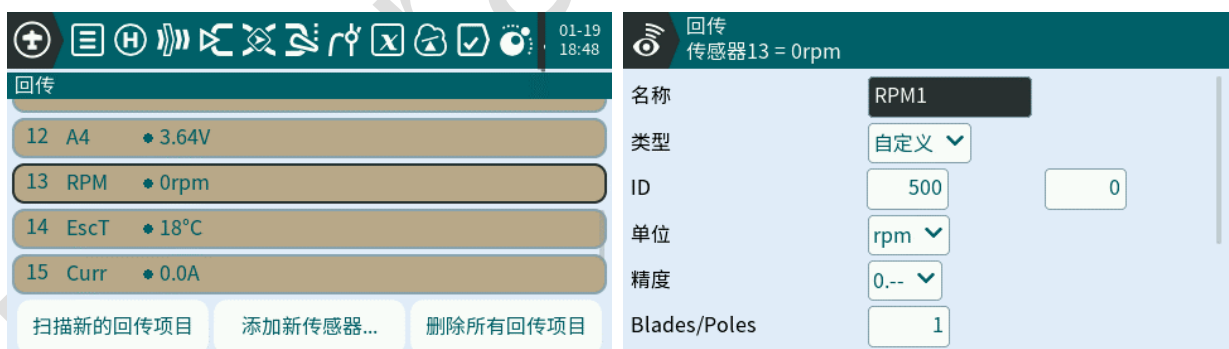 01-19
18:48
回传
12 A4 3.64V
13 RPM 0rpm
14 EscT 18°C
15 Curr 0.0A
扫描新的回传项目 添加新传感器... 删除所有回传项目
回传
传感器13 = 0rpm
名称 RPM1
类型 自定义
ID 500 0
单位 rpm
精度 0.--
Blades/Poles 1